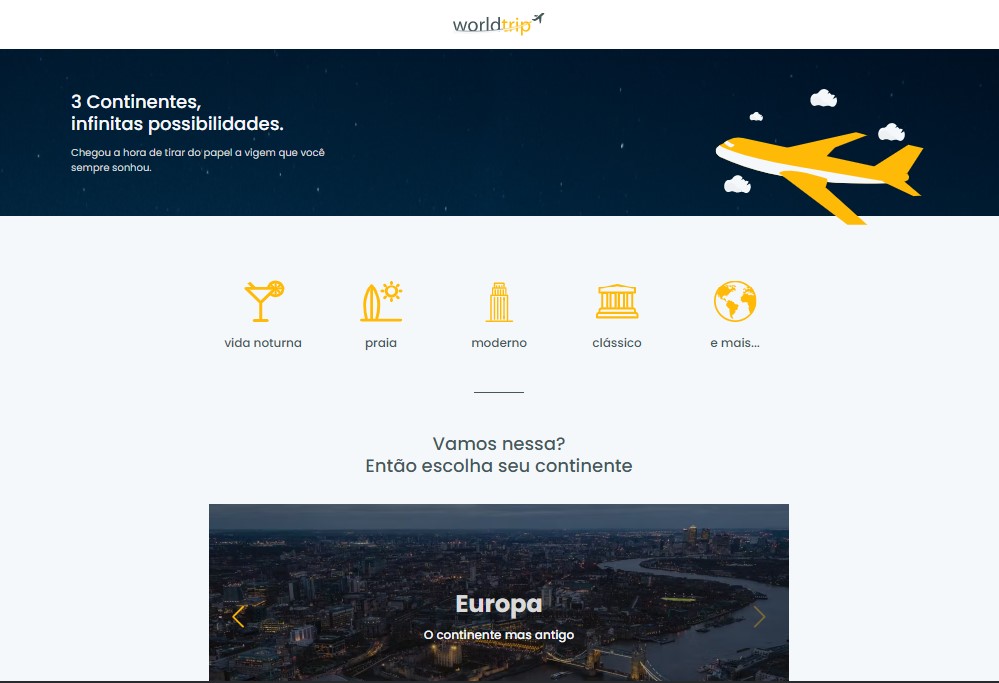 worldtrip
3 Continentes,
infinitas possibilidades.
Chegou a hora de tirar do papel a vigem que você
sempre sonhou.
vida noturna
praia
moderno
clássico
e mais...
Vamos nessa?
Então escolha seu continente
Europa
O continente mas antigo